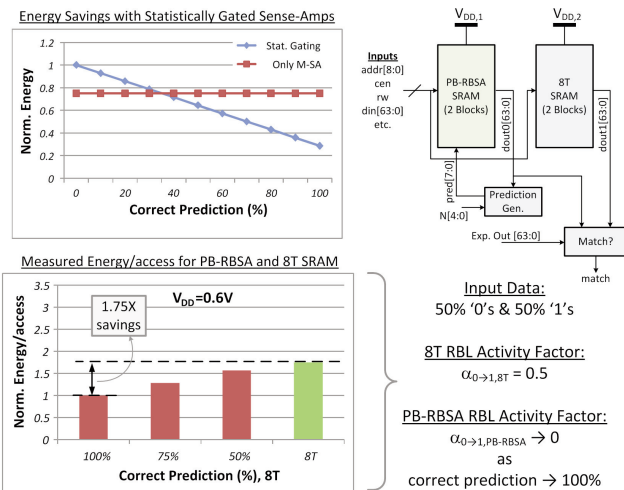 Energy Savings with Statistically Gated Sense-Amps
Norm. Energy
1.2
1
0.8
0.6
0.4
0.2
0
Stat. Gating
Only M-SA
0 20 40 60 80 100
Correct Prediction (%)
V_DD,1
V_DD,2
Inputs
addr[8:0]
cen
rw
din[63:0]
etc.
PB-RBSA
SRAM
(2 Blocks)
8T
SRAM
(2 Blocks)
dout0[63:0]
dout1[63:0]
pred[7:0]
Prediction
Gen.
N[4:0]
Exp. Out [63:0]
Match?
match
Measured Energy/access for PB-RBSA and 8T SRAM
Norm. Energy/access
3.5
3
2.5
2
1.5
1
0.5
0
1.75X
savings
V_DD=0.6V
100% 75% 50% 8T
Correct Prediction (%), 8T
Input Data:
50% '0's & 50% '1's
8T RBL Activity Factor:
α_0→1,8T = 0.5
PB-RBSA RBL Activity Factor:
α_0→1,PB-RBSA → 0
as
correct prediction → 100%